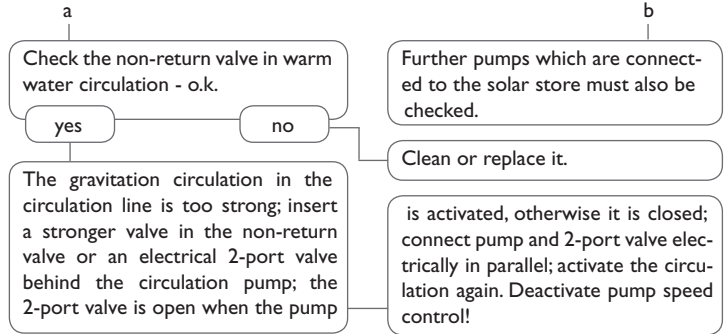 a
Check the non-return valve in warm
water circulation - o.k.
yes
no
Clean or replace it.
The gravitation circulation in the
circulation line is too strong; insert
a stronger valve in the non-return
valve or an electrical 2-port valve
behind the circulation pump; the
2-port valve is open when the pump
is activated, otherwise it is closed;
connect pump and 2-port valve elec-
trically in parallel; activate the circu-
lation again. Deactivate pump speed
control!
b
Further pumps which are connect-
ed to the solar store must also be
checked.